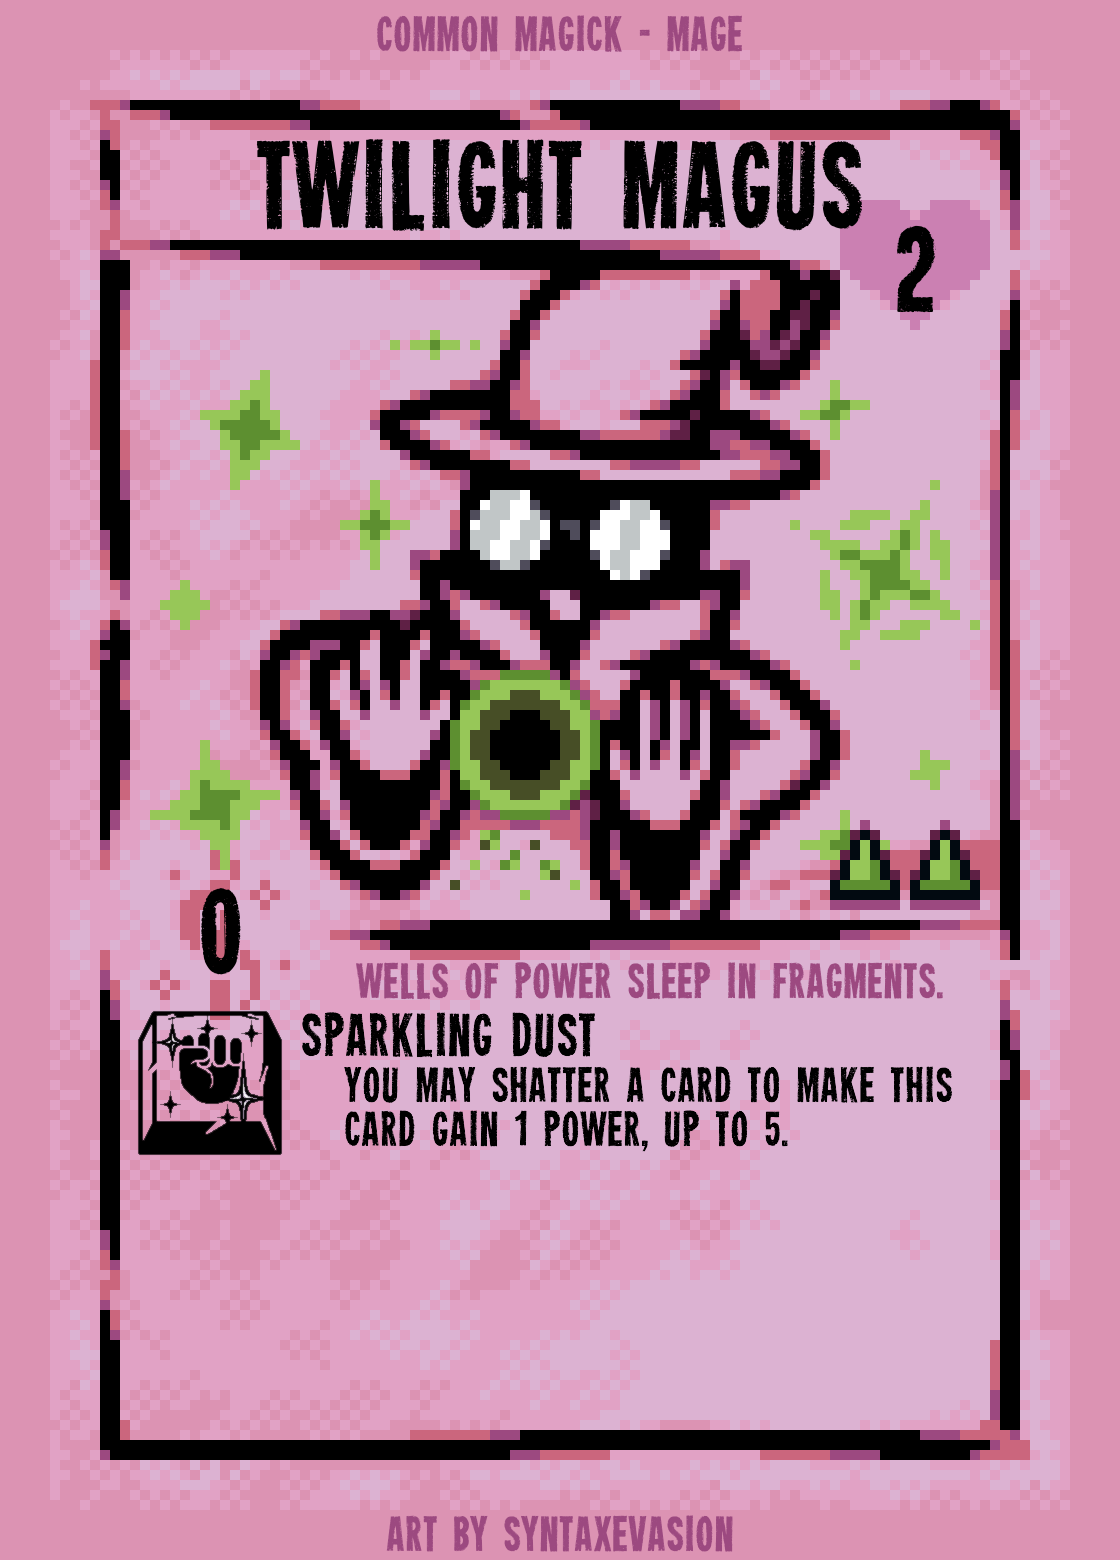 COMMON MAGICK - MAGE
TWILIGHT MAGUS
2
0
WELLS OF POWER SLEEP IN FRAGMENTS.
SPARKLING DUST
YOU MAY SHATTER A CARD TO MAKE THIS
CARD GAIN 1 POWER, UP TO 5.
ART BY SYNTAXEVASION